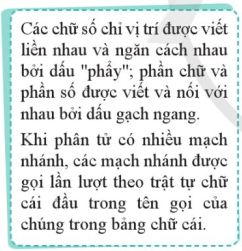 Các chữ số chỉ vị trí được viết
liền nhau và ngăn cách nhau
bởi dấu "phẩy"; phần chữ và
phần số được viết và nối với
nhau bởi dấu gạch ngang.
Khi phân tử có nhiều mạch
nhánh, các mạch nhánh được
gọi lần lượt theo trật tự chữ
cái đầu trong tên gọi của
chúng trong bảng chữ cái.